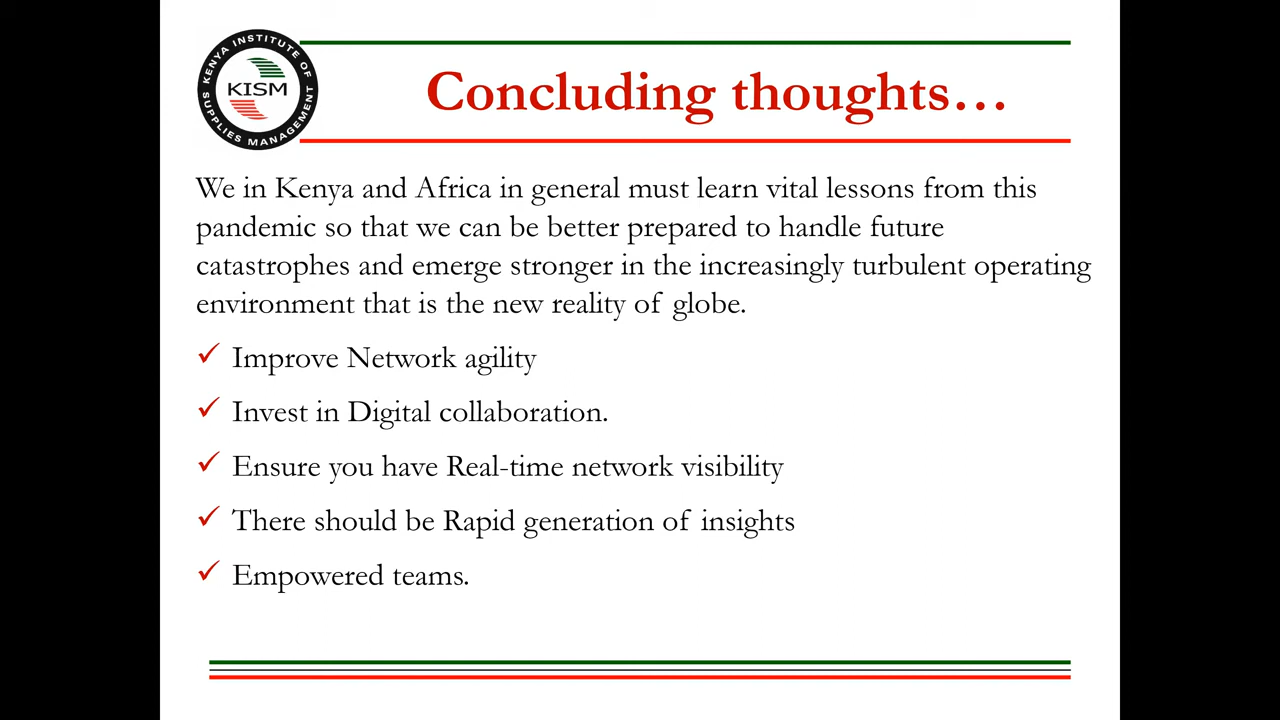 KENYA INSTITUTE OF
KISM
SUPPLIES MANAGEMENT
Concluding thoughts…
We in Kenya and Africa in general must learn vital lessons from this
pandemic so that we can be better prepared to handle future
catastrophes and emerge stronger in the increasingly turbulent operating
environment that is the new reality of globe.
✓ Improve Network agility
✓ Invest in Digital collaboration.
✓ Ensure you have Real-time network visibility
✓ There should be Rapid generation of insights
✓ Empowered teams.